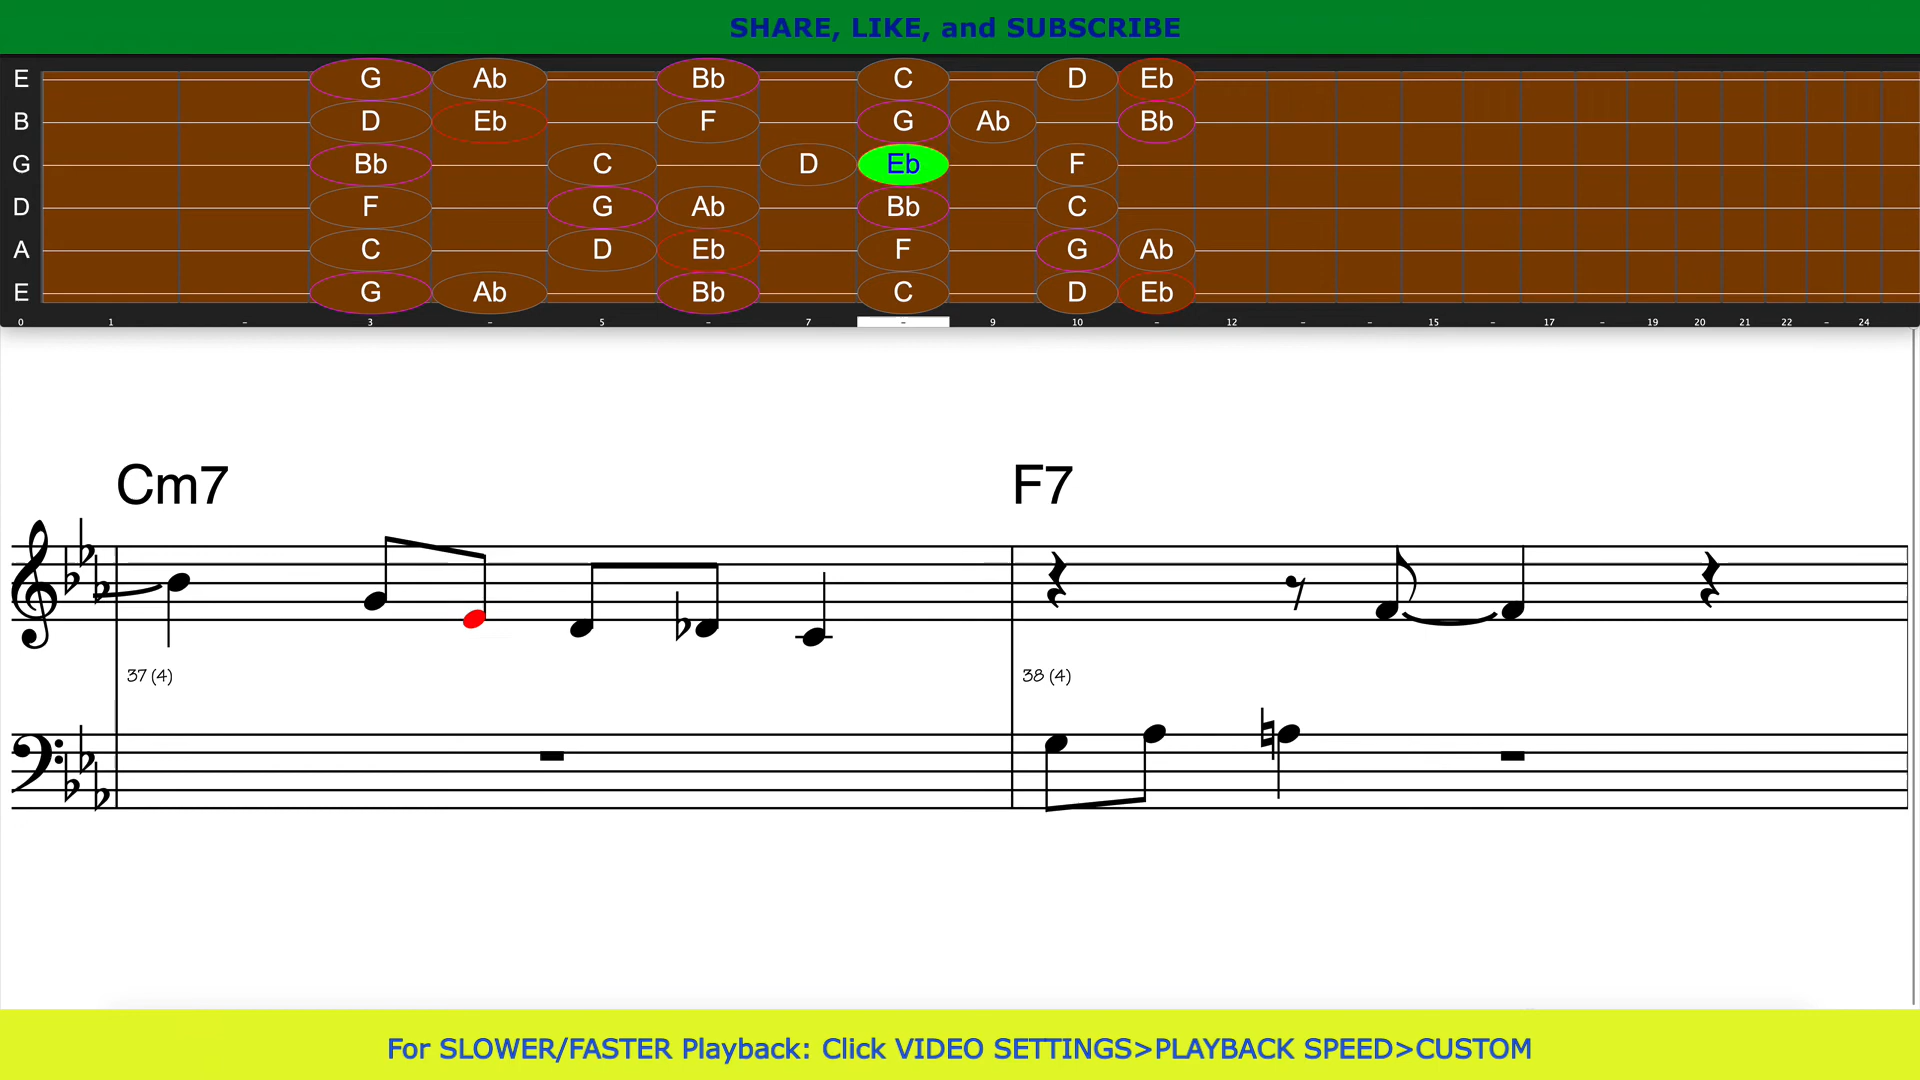 SHARE, LIKE, and SUBSCRIBE
E G Ab Bb C D Eb
B D Eb F G Ab Bb
G Bb C D Eb F
D F G Ab Bb C
A C D Eb F G Ab
E G Ab Bb C D Eb
0 1 - 3 - 5 - 7 - 9 10 - 12 - - 15 - 17 - 19 20 21 22 - 24
Cm7 F7
37 (4) 38 (4)
For SLOWER/FASTER Playback: Click VIDEO SETTINGS>PLAYBACK SPEED>CUSTOM